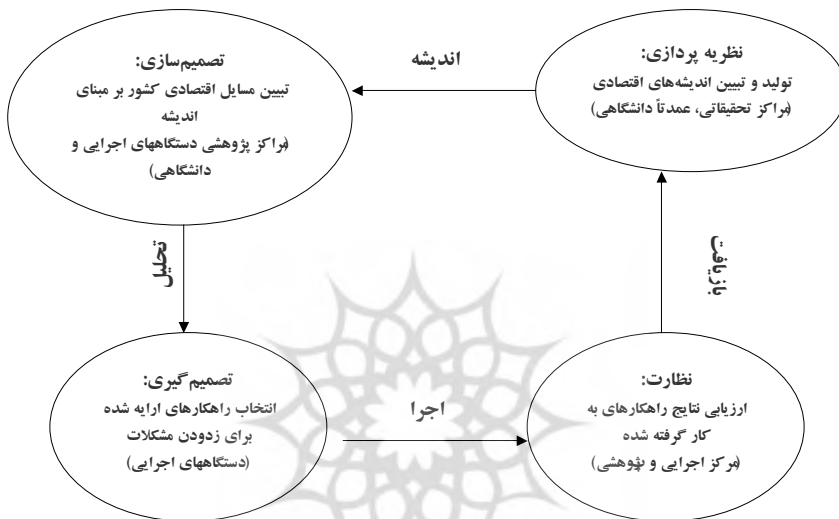 نظریه پردازی:
تولید و تبیین اندیشه‌های اقتصادی
(مراکز تحقیقاتی، عمدتاً دانشگاهی)
اندیشه
تصمیم‌سازی:
تبیین مسایل اقتصادی کشور بر مبنای
اندیشه
(مراکز پژوهشی دستگاههای اجرایی و
دانشگاهی)
تحلیل
تصمیم‌گیری:
انتخاب راهکارهای ارایه شده
برای زدودن مشکلات
(دستگاههای اجرایی)
اجرا
نظارت:
ارزیابی نتایج راهکارهای به
کار گرفته شده
(مرکز اجرایی و پژوهشی)
بازیافت